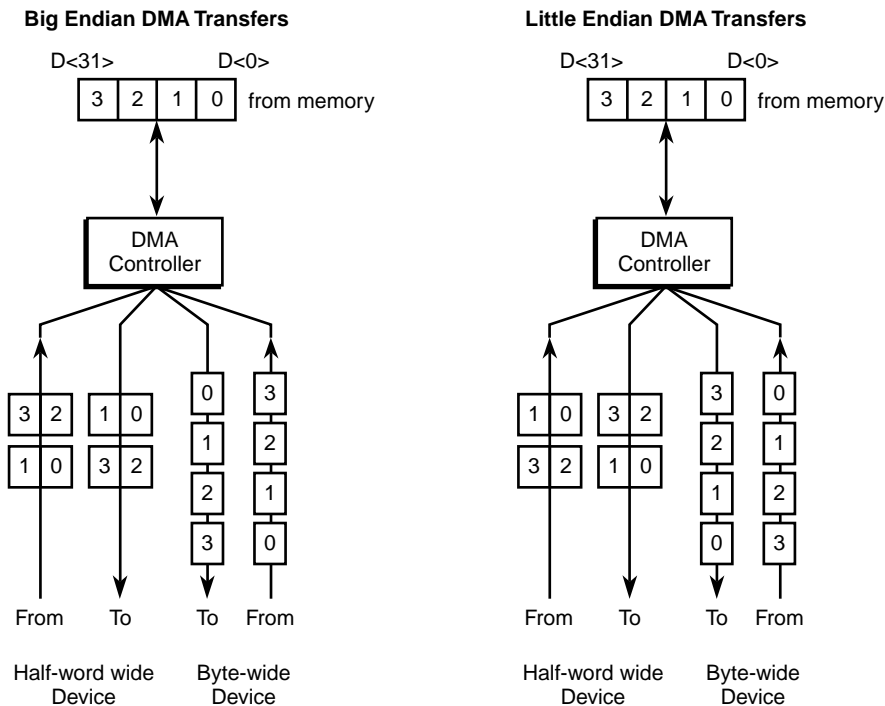 Big Endian DMA Transfers
D<31> D<0>
3 2 1 0 from memory
DMA
Controller
3 2
1 0
1 0
3 2
0
1
2
3
3
2
1
0
From To To From
Half-word wide
Device
Byte-wide
Device
Little Endian DMA Transfers
D<31> D<0>
3 2 1 0 from memory
DMA
Controller
1 0
3 2
3 2
1 0
3
2
1
0
0
1
2
3
From To To From
Half-word wide
Device
Byte-wide
Device